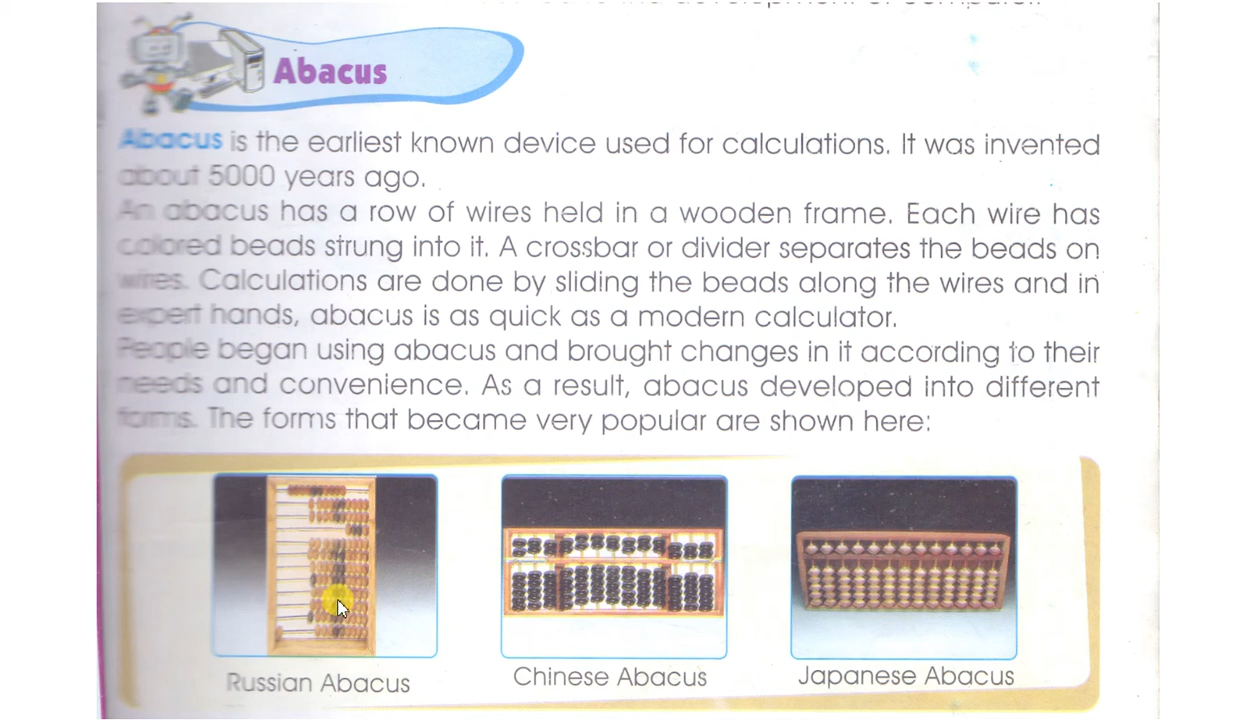 Abacus
Abacus is the earliest known device used for calculations. It was invented
about 5000 years ago.
An abacus has a row of wires held in a wooden frame. Each wire has
colored beads strung into it. A crossbar or divider separates the beads on
wires. Calculations are done by sliding the beads along the wires and in
expert hands, abacus is as quick as a modern calculator.
People began using abacus and brought changes in it according to their
needs and convenience. As a result, abacus developed into different
forms. The forms that became very popular are shown here:
Russian Abacus
Chinese Abacus
Japanese Abacus